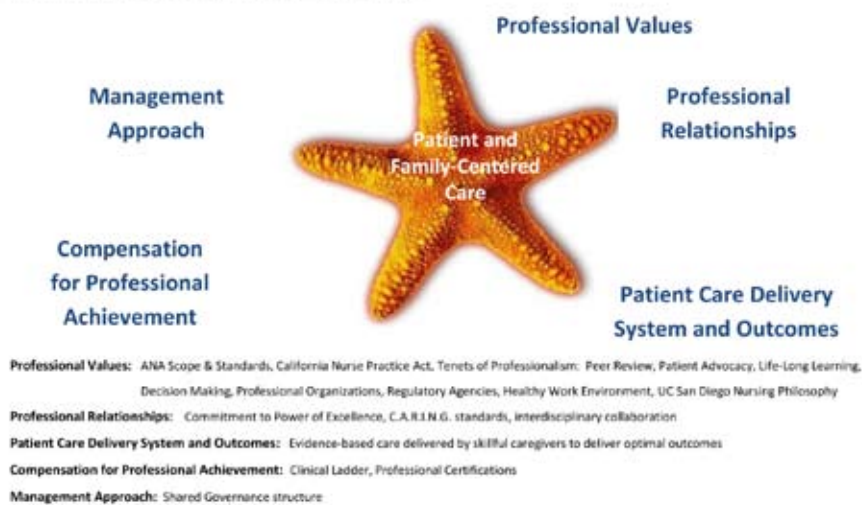 Professional Values
Management
Approach
Professional
Relationships
Patient and
Family-Centered
Care
Compensation
for Professional
Achievement
Patient Care Delivery
System and Outcomes
Professional Values: ANA Scope & Standards, California Nurse Practice Act, Tenets of Professionalism: Peer Review, Patient Advocacy, Life-Long Learning,
Decision Making, Professional Organizations, Regulatory Agencies, Healthy Work Environment, UC San Diego Nursing Philosophy
Professional Relationships: Commitment to Power of Excellence, C.A.R.I.N.G. standards, interdisciplinary collaboration
Patient Care Delivery System and Outcomes: Evidence-based care delivered by skillful caregivers to deliver optimal outcomes
Compensation for Professional Achievement: Clinical Ladder, Professional Certifications
Management Approach: Shared Governance structure